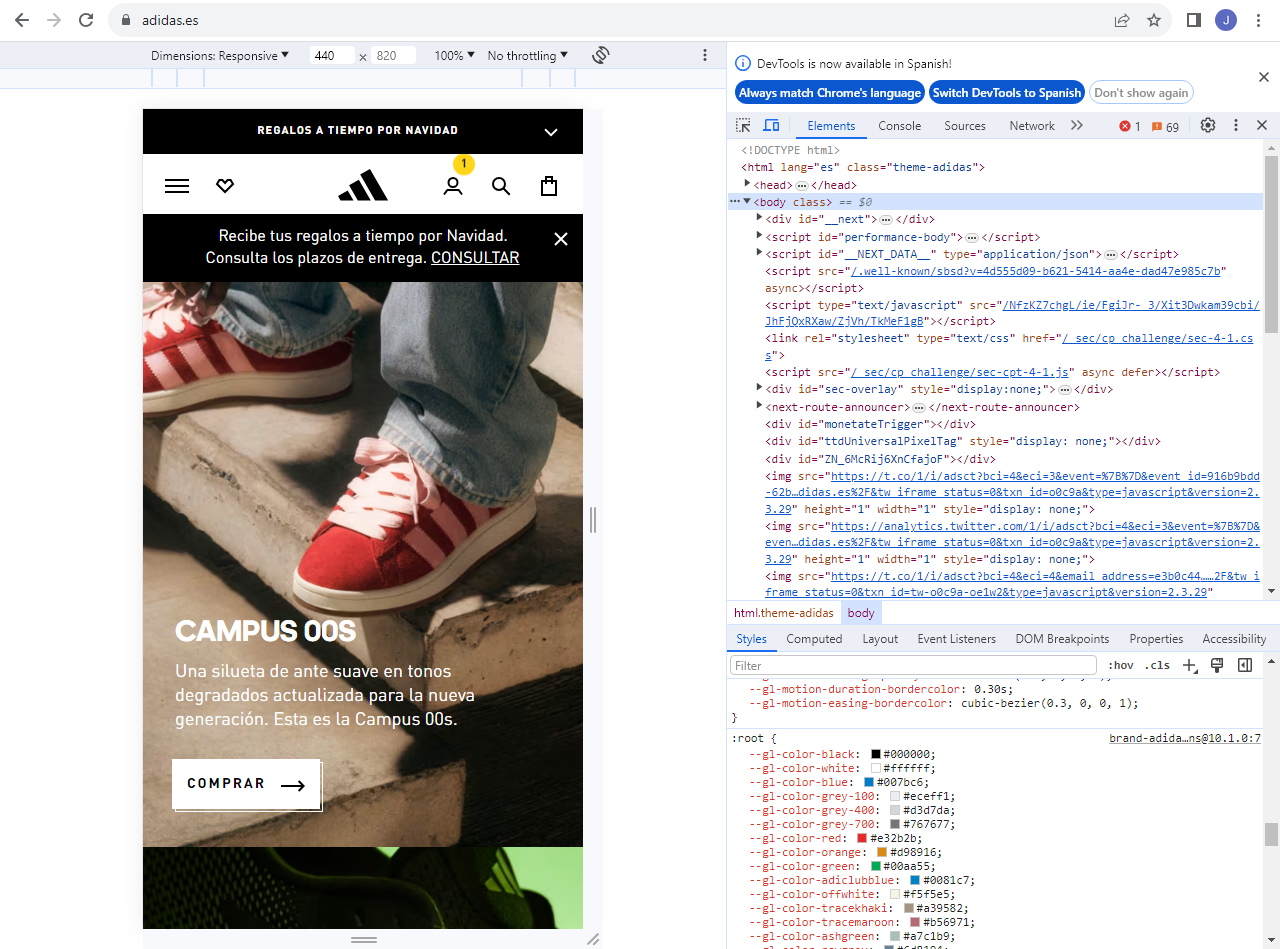 adidas.es
J
Dimensions: Responsive 440 x 820 100% No throttling
DevTools is now available in Spanish!
Always match Chrome's language Switch DevTools to Spanish Don't show again
Elements Console Sources Network 1 69
REGALOS A TIEMPO POR NAVIDAD
1
Recibe tus regalos a tiempo por Navidad.
Consulta los plazos de entrega. CONSULTAR
CAMPUS 00S
Una silueta de ante suave en tonos
degradados actualizada para la nueva
generación. Esta es la Campus 00s.
COMPRAR
<!DOCTYPE html>
<html lang="es" class="theme-adidas">
<head> ··· </head>
··· <body class> == $0
<div id="__next"> ··· </div>
<script id="performance-body"> ··· </script>
<script id="__NEXT_DATA__" type="application/json"> ··· </script>
<script src="/.well-known/sbsd?v=4d555d09-b621-5414-aa4e-dad47e985c7b"
async></script>
<script type="text/javascript" src="/NfzKZ7chgL/ie/FgiJr-_3/Xit3Dwkam39cbi/
JhFjQxRXaw/ZjVh/TkMeF1gB"></script>
<link rel="stylesheet" type="text/css" href="/_sec/cp_challenge/sec-4-1.cs
s">
<script src="/_sec/cp_challenge/sec-cpt-4-1.js" async defer></script>
<div id="sec-overlay" style="display:none;"> ··· </div>
<next-route-announcer> ··· </next-route-announcer>
<div id="monetateTrigger"></div>
<div id="ttdUniversalPixelTag" style="display: none;"></div>
<div id="ZN_6McRij6XnCfajoF"></div>
<img src="https://t.co/1/i/adsct?bci=4&eci=3&event=%7B%7D&event_id=916b9bdd
-62b…didas.es%2F&tw_iframe_status=0&txn_id=o0c9a&type=javascript&version=2.
3.29" height="1" width="1" style="display: none;">
<img src="https://analytics.twitter.com/1/i/adsct?bci=4&eci=3&event=%7B%7D&
even…didas.es%2F&tw_iframe_status=0&txn_id=o0c9a&type=javascript&version=2.
3.29" height="1" width="1" style="display: none;">
<img src="https://t.co/1/i/adsct?bci=4&eci=4&email_address=e3b0c44……2F&tw_i
frame_status=0&txn_id=tw-o0c9a-oe1w2&type=javascript&version=2.3.29"
html.theme-adidas body
Styles Computed Layout Event Listeners DOM Breakpoints Properties Accessibility
Filter :hov .cls
--gl-motion-duration-bordercolor: 0.30s;
--gl-motion-easing-bordercolor: cubic-bezier(0.3, 0, 0, 1);
}
:root { brand-adida…ns@10.1.0:7
--gl-color-black: #000000;
--gl-color-white: #ffffff;
--gl-color-blue: #007bc6;
--gl-color-grey-100: #eceff1;
--gl-color-grey-400: #d3d7da;
--gl-color-grey-700: #767677;
--gl-color-red: #e32b2b;
--gl-color-orange: #d98916;
--gl-color-green: #00aa55;
--gl-color-adiclubblue: #0081c7;
--gl-color-offwhite: #f5f5e5;
--gl-color-tracekhaki: #a39582;
--gl-color-tracemaroon: #b56971;
--gl-color-ashgreen: #a7c1b9;